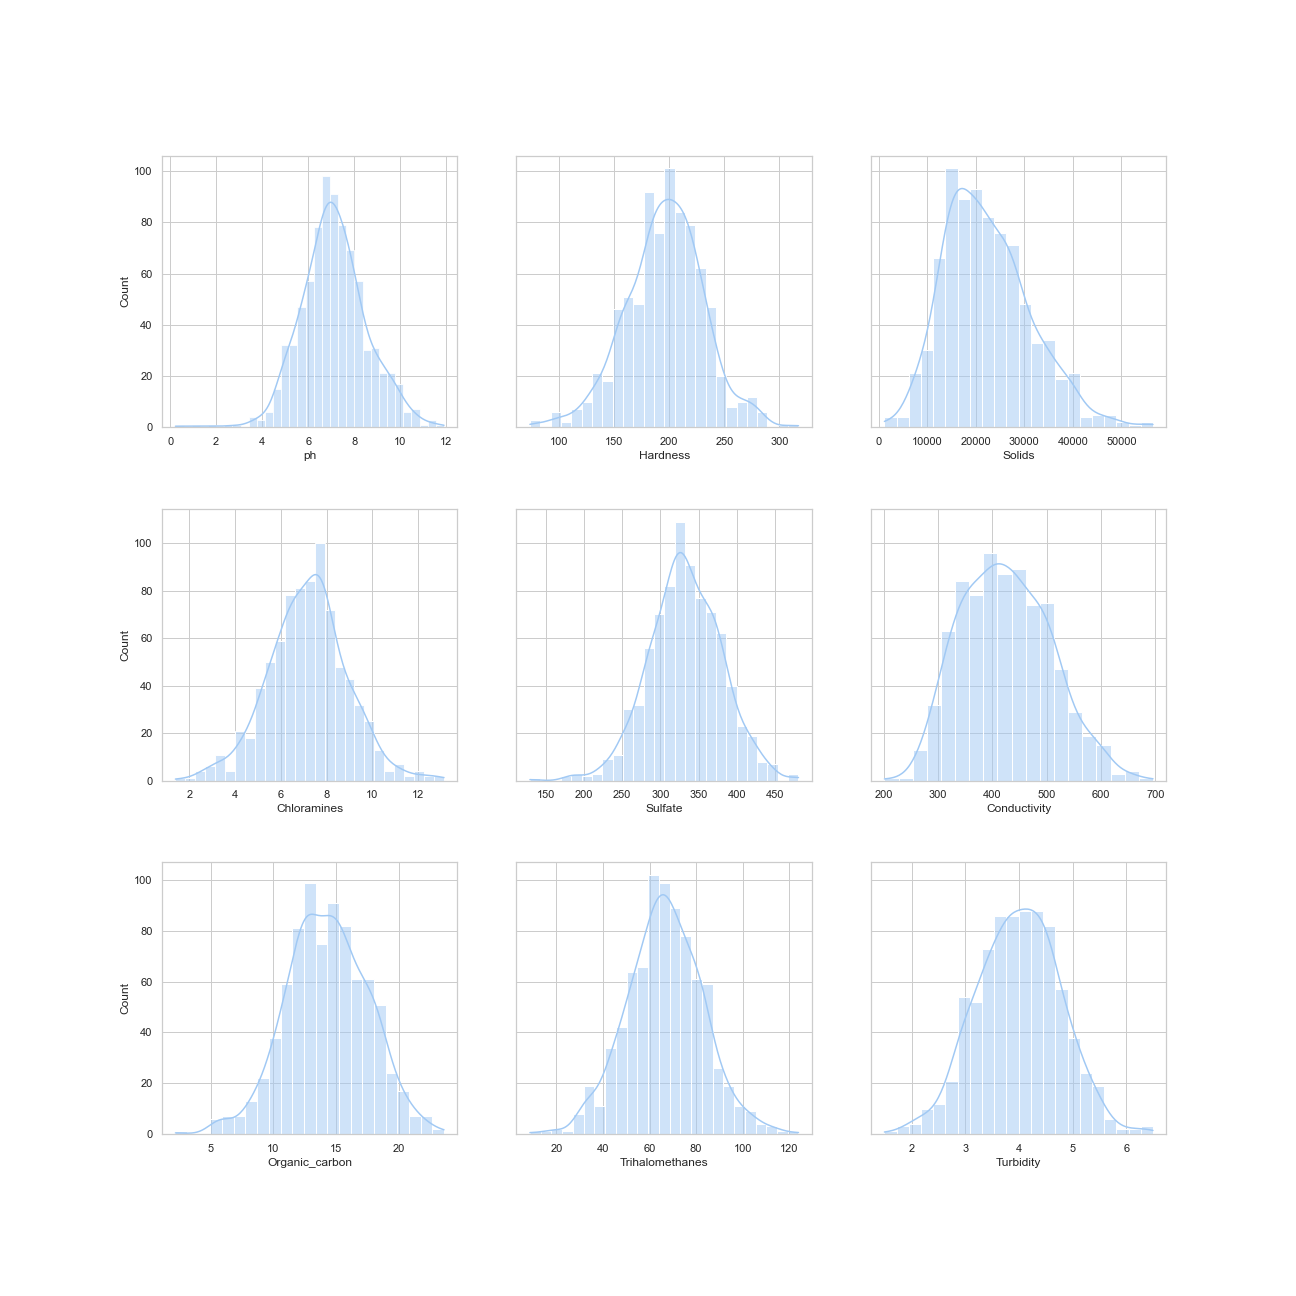 100
80
60
40
20
0
Count
0 2 4 6 8 10 12
ph
100 150 200 250 300
Hardness
0 10000 20000 30000 40000 50000
Solids
100
80
60
40
20
0
Count
2 4 6 8 10 12
Chloramines
150 200 250 300 350 400 450
Sulfate
200 300 400 500 600 700
Conductivity
100
80
60
40
20
0
Count
5 10 15 20
Organic_carbon
20 40 60 80 100 120
Trihalomethanes
2 3 4 5 6
Turbidity